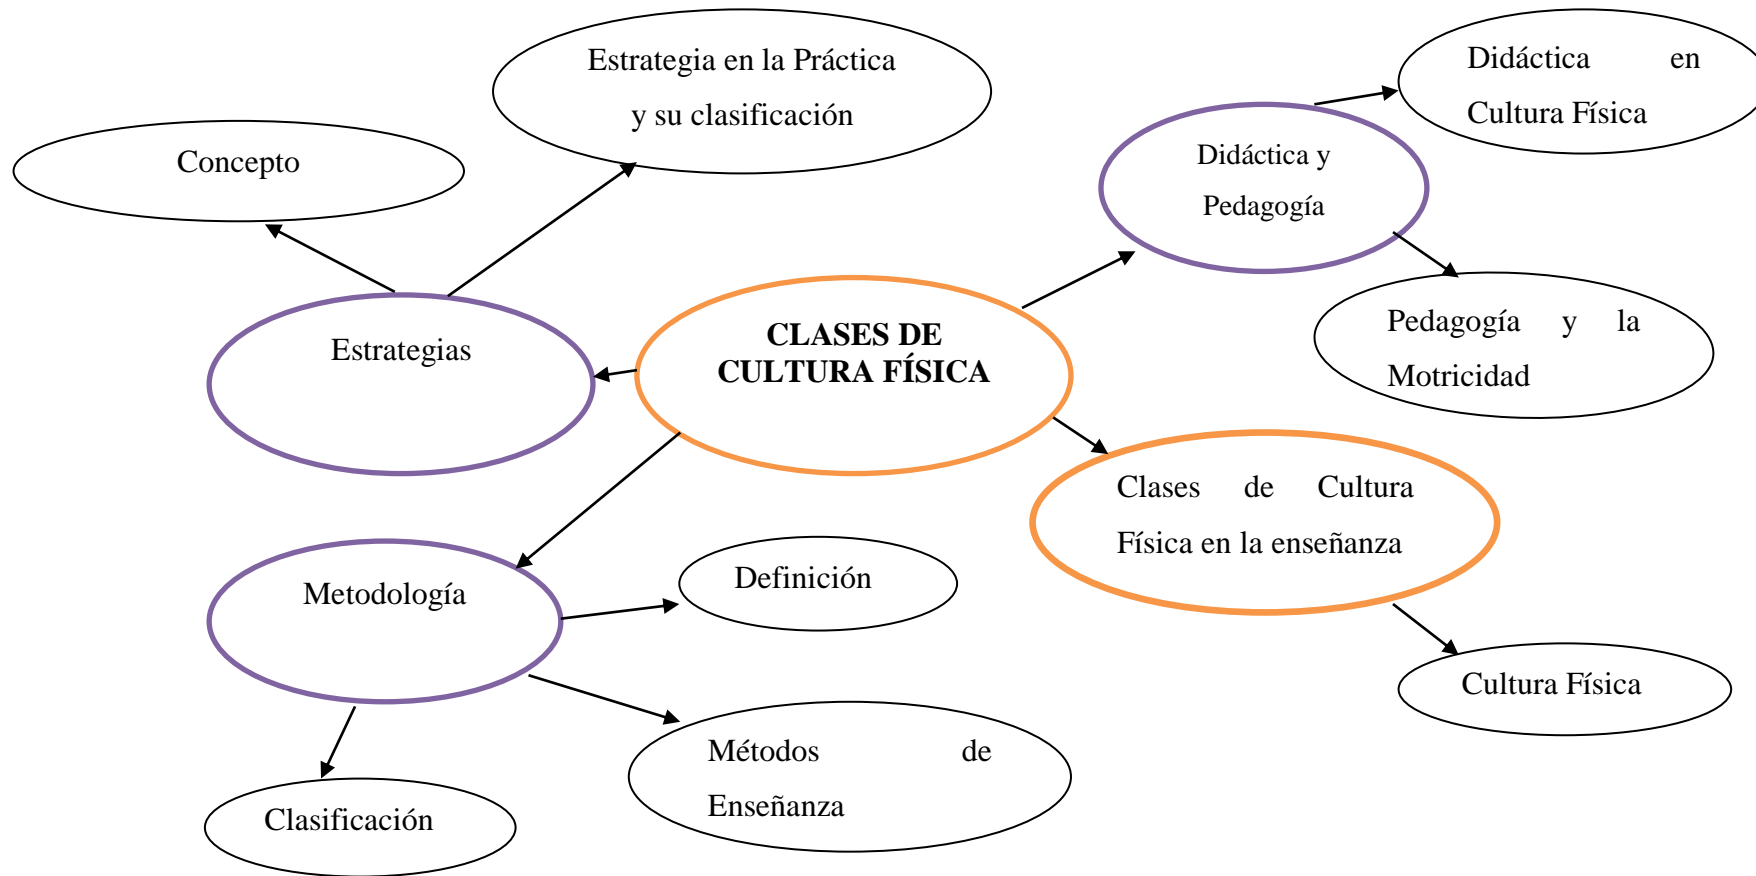 Estrategia en la Práctica
y su clasificación
Didáctica en
Cultura Física
Concepto
Didáctica y
Pedagogía
Estrategias
CLASES DE
CULTURA FÍSICA
Pedagogía y la
Motricidad
Clases de Cultura
Física en la enseñanza
Metodología
Definición
Cultura Física
Métodos de
Enseñanza
Clasificación